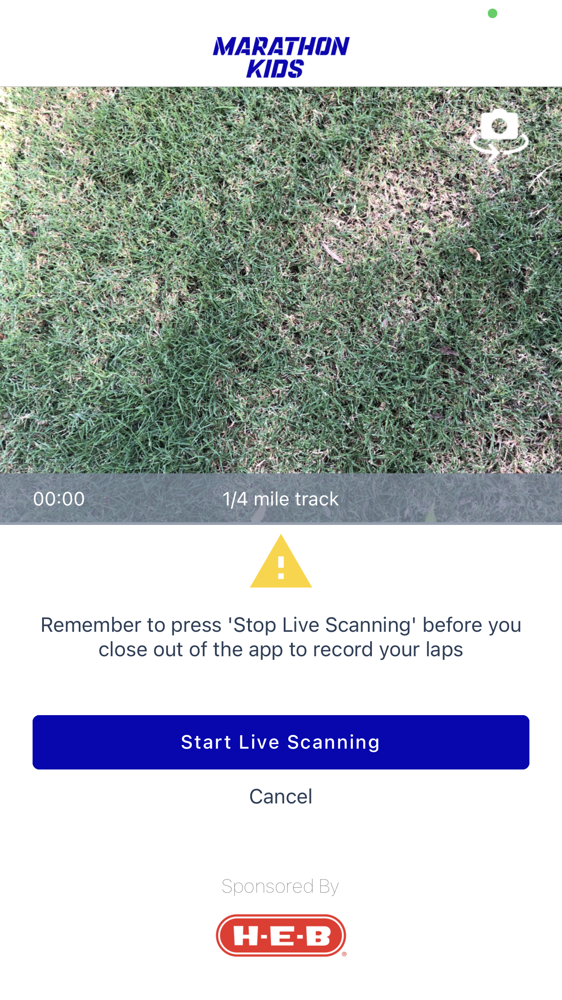 MARATHON
KIDS
00:00 1/4 mile track
Remember to press 'Stop Live Scanning' before you
close out of the app to record your laps
Start Live Scanning
Cancel
Sponsored By
H-E-B®